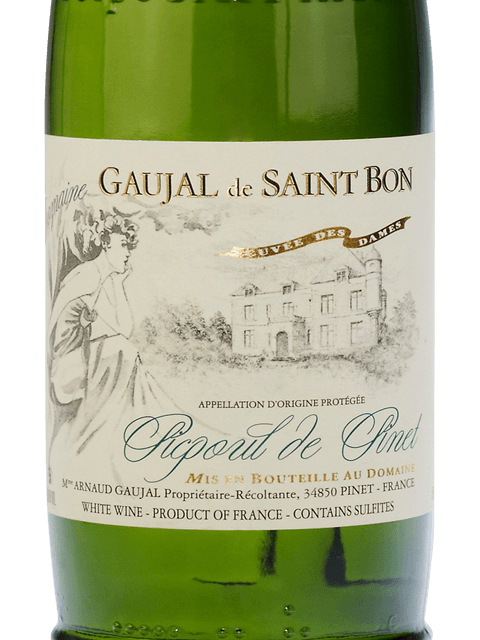 GAUJAL de SAINT BON
CUVEE DES DAMES
APPELLATION D'ORIGINE PROTÉGÉE
Picpoul de Pinet
MIS EN BOUTEILLE AU DOMAINE
Mme ARNAUD GAUJAL Propriétaire-Récoltante, 34850 PINET - FRANCE
WHITE WINE - PRODUCT OF FRANCE - CONTAINS SULFITES